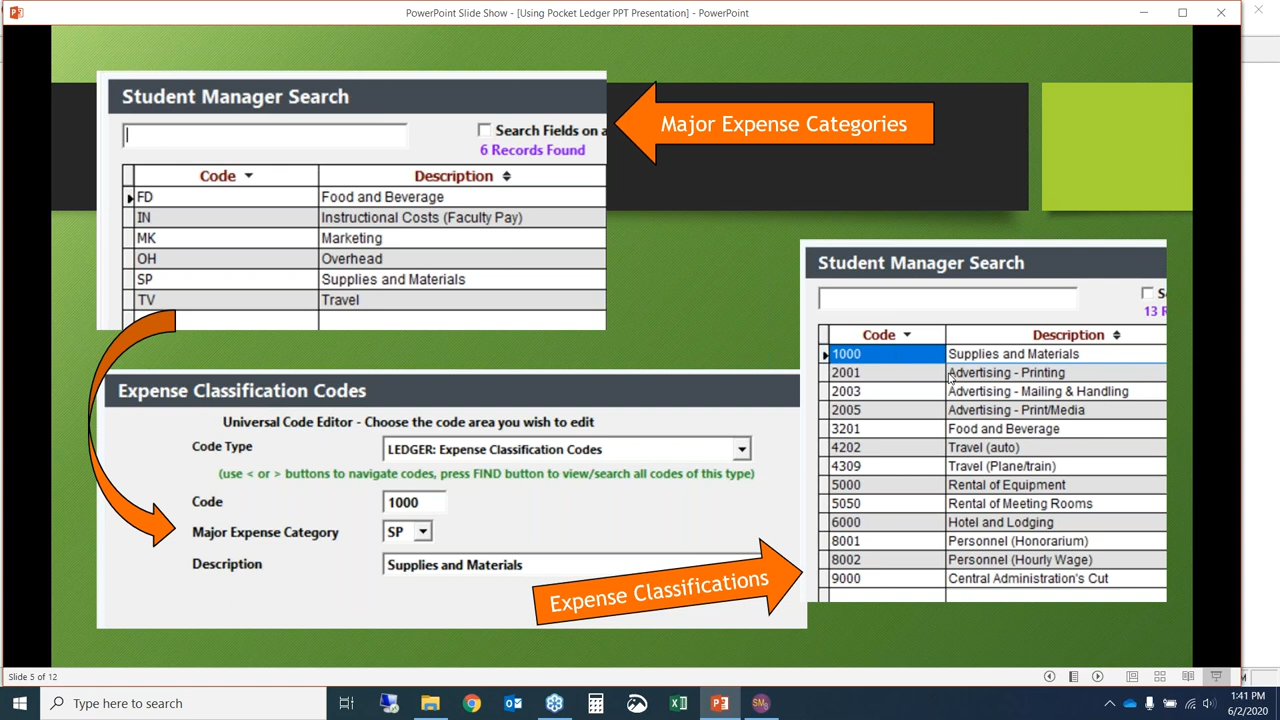 PowerPoint Slide Show - [Using Pocket Ledger PPT Presentation] - PowerPoint
Student Manager Search
Search Fields on a
6 Records Found
Code Description
FD Food and Beverage
IN Instructional Costs (Faculty Pay)
MK Marketing
OH Overhead
SP Supplies and Materials
TV Travel
Major Expense Categories
Expense Classification Codes
Universal Code Editor - Choose the code area you wish to edit
Code Type LEDGER: Expense Classification Codes
(use < or > buttons to navigate codes, press FIND button to view/search all codes of this type)
Code 1000
Major Expense Category SP
Description Supplies and Materials
Expense Classifications
Student Manager Search
S
13 R
Code Description
1000 Supplies and Materials
2001 Advertising - Printing
2003 Advertising - Mailing & Handling
2005 Advertising - Print/Media
3201 Food and Beverage
4202 Travel (auto)
4309 Travel (Plane/train)
5000 Rental of Equipment
5050 Rental of Meeting Rooms
6000 Hotel and Lodging
8001 Personnel (Honorarium)
8002 Personnel (Hourly Wage)
9000 Central Administration's Cut
Slide 5 of 12
Type here to search
1:41 PM
6/2/2020